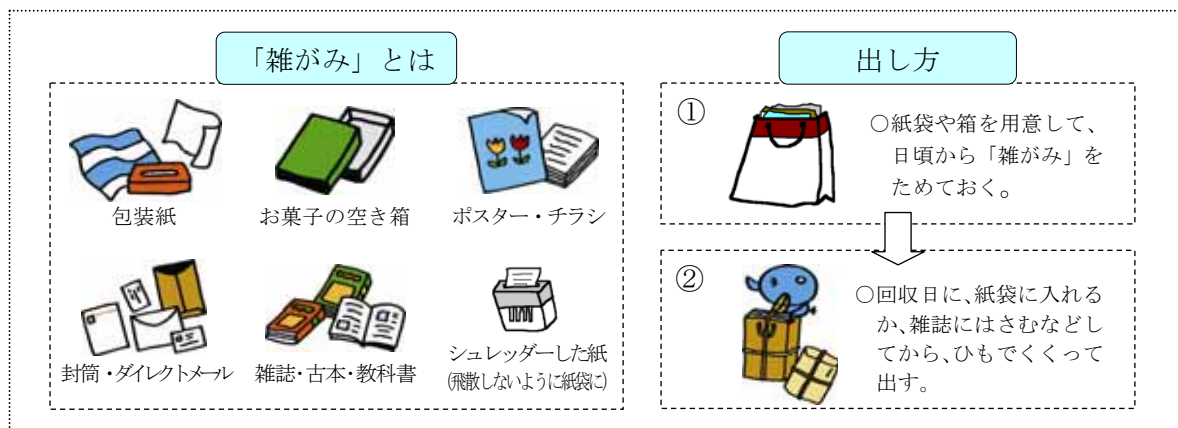 「雑がみ」とは
包装紙
お菓子の空き箱
ポスター・チラシ
封筒・ダイレクトメール
雑誌・古本・教科書
シュレッダーした紙
(飛散しないように紙袋に)
出し方
①
○紙袋や箱を用意して、
日頃から「雑がみ」を
ためておく。
②
○回収日に、紙袋に入れる
か、雑誌にはさむなどし
てから、ひもでくくって
出す。